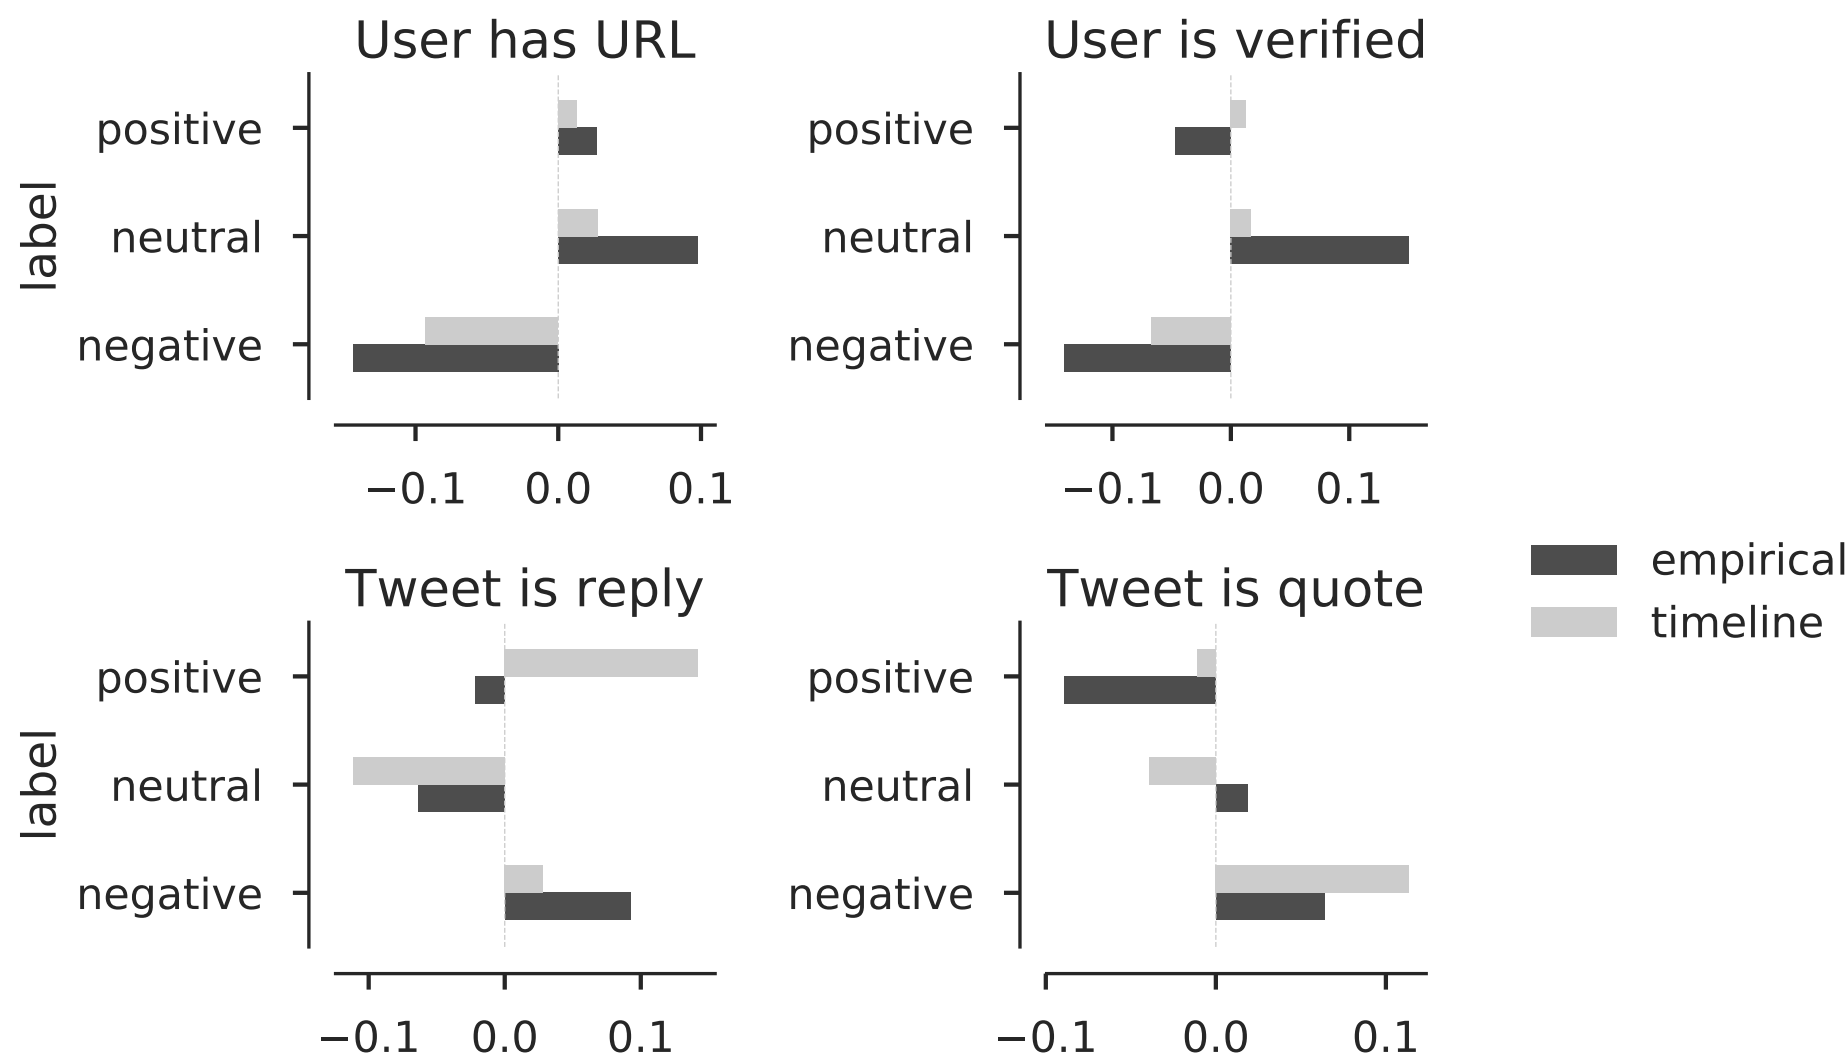 User has URL
label
positive
neutral
negative
−0.1 0.0 0.1
User is verified
positive
neutral
negative
−0.1 0.0 0.1
Tweet is reply
label
positive
neutral
negative
−0.1 0.0 0.1
Tweet is quote
positive
neutral
negative
−0.1 0.0 0.1
empirical
timeline